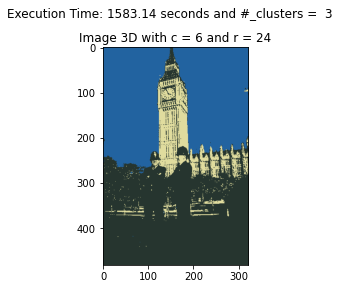 Execution Time: 1583.14 seconds and #_clusters = 3
Image 3D with c = 6 and r = 24
0
100
200
300
400
0 100 200 300